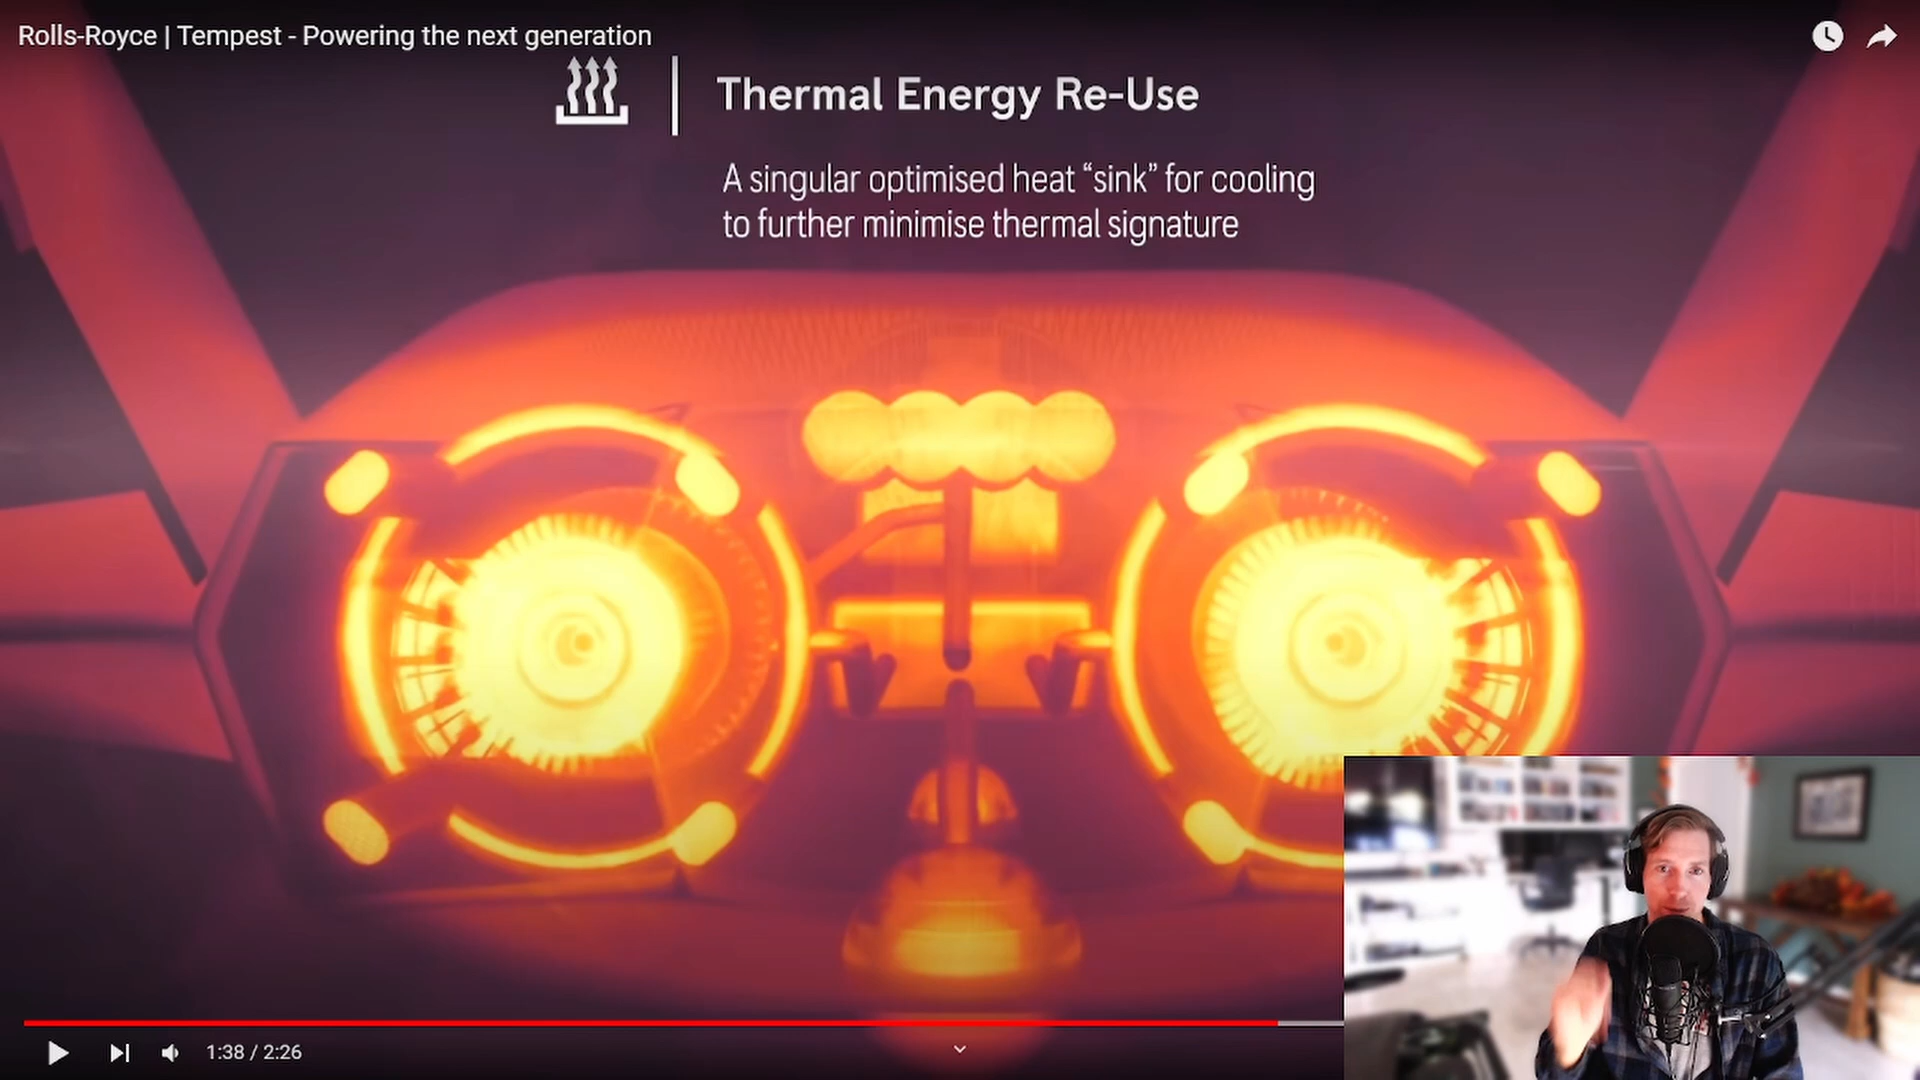 Rolls-Royce | Tempest - Powering the next generation
Thermal Energy Re-Use
A singular optimised heat “sink” for cooling
to further minimise thermal signature
1:38 / 2:26